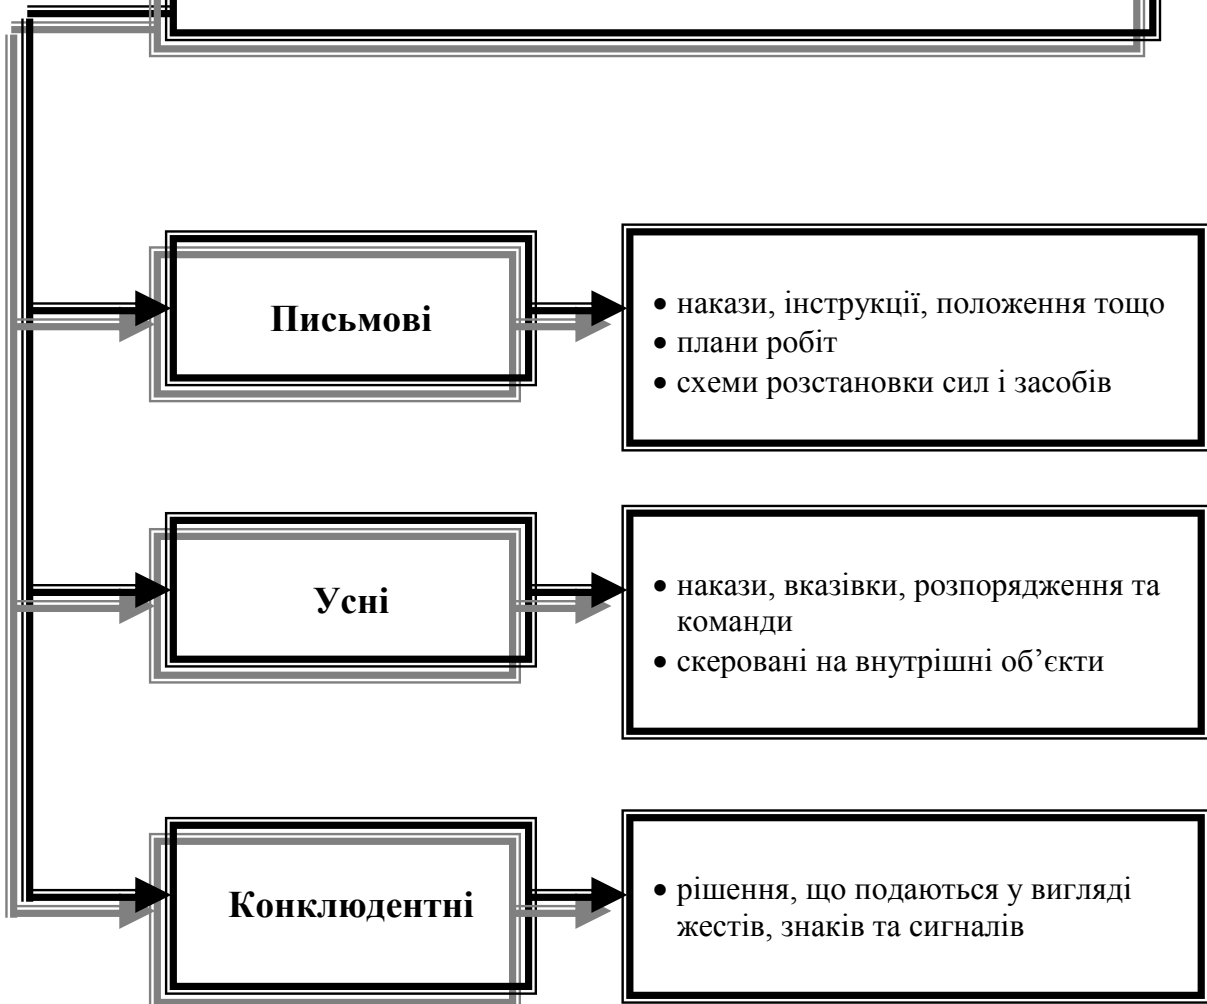 Письмові
• накази, інструкції, положення тощо
• плани робіт
• схеми розстановки сил і засобів
Усні
• накази, вказівки, розпорядження та
команди
• скеровані на внутрішні об’єкти
Конклюдентні
• рішення, що подаються у вигляді
жестів, знаків та сигналів